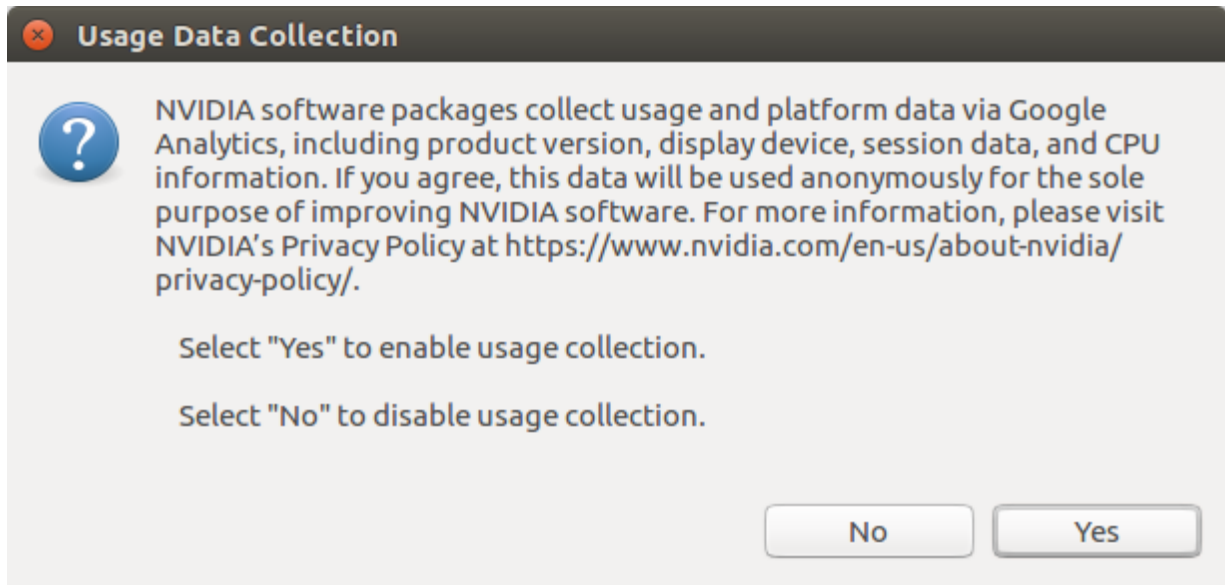 Usage Data Collection
NVIDIA software packages collect usage and platform data via Google
Analytics, including product version, display device, session data, and CPU
information. If you agree, this data will be used anonymously for the sole
purpose of improving NVIDIA software. For more information, please visit
NVIDIA’s Privacy Policy at https://www.nvidia.com/en-us/about-nvidia/
privacy-policy/.
Select "Yes" to enable usage collection.
Select "No" to disable usage collection.
No Yes